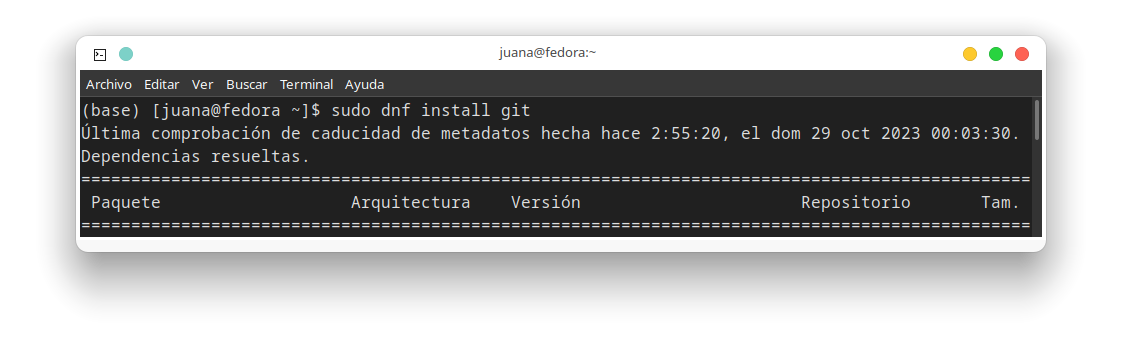 juana@fedora:~
Archivo Editar Ver Buscar Terminal Ayuda
(base) [juana@fedora ~]$ sudo dnf install git
Última comprobación de caducidad de metadatos hecha hace 2:55:20, el dom 29 oct 2023 00:03:30.
Dependencias resueltas.
===============================================================================================
Paquete Arquitectura Versión Repositorio Tam.
===============================================================================================